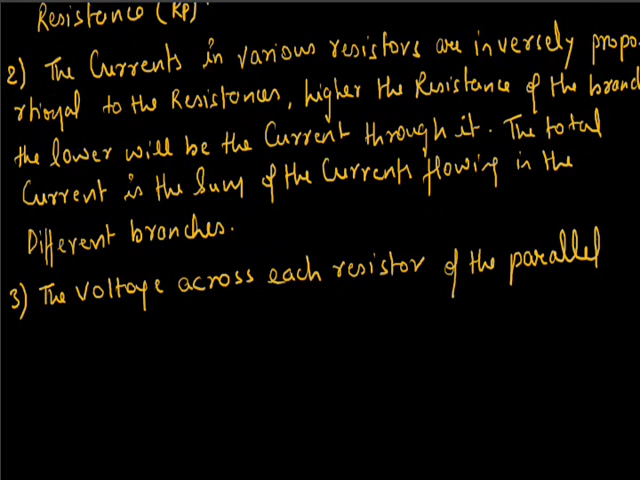 Resistance (RP).
2) The Currents in various resistors are inversely propo-
rtional to the Resistances, higher the Resistance of the branch
the lower will be the Current through it. The total
Current is the Sum of the Currents flowing in the
Different branches.
3) The voltage across each resistor of the parallel